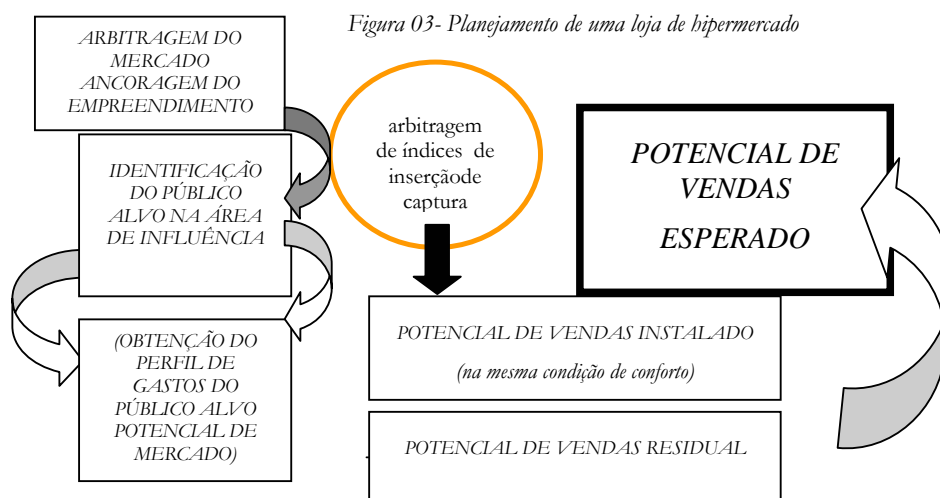 Figura 03- Planejamento de uma loja de hipermercado
ARBITRAGEM DO
MERCADO
ANCORAGEM DO
EMPREENDIMENTO
IDENTIFICAÇÃO
DO PÚBLICO
ALVO NA ÁREA
DE INFLUÊNCIA
(OBTENÇÃO DO
PERFIL DE
GASTOS DO
PÚBLICO ALVO
POTENCIAL DE
MERCADO)
arbitragem
de índices de
inserçãode
captura
POTENCIAL DE VENDAS INSTALADO
(na mesma condição de conforto)
POTENCIAL DE VENDAS RESIDUAL
POTENCIAL DE
VENDAS
ESPERADO